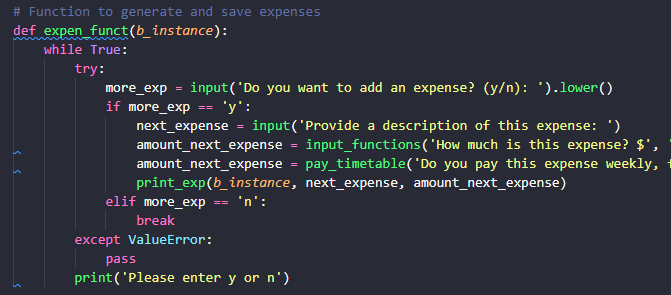 # Function to generate and save expenses
def expen_funct(b_instance):
    while True:
        try:
            more_exp = input('Do you want to add an expense? (y/n): ').lower()
            if more_exp == 'y':
                next_expense = input('Provide a description of this expense: ')
                amount_next_expense = input_functions('How much is this expense? $', '
                amount_next_expense = pay_timetable('Do you pay this expense weekly, f
                print_exp(b_instance, next_expense, amount_next_expense)
            elif more_exp == 'n':
                break
        except ValueError:
            pass
        print('Please enter y or n')